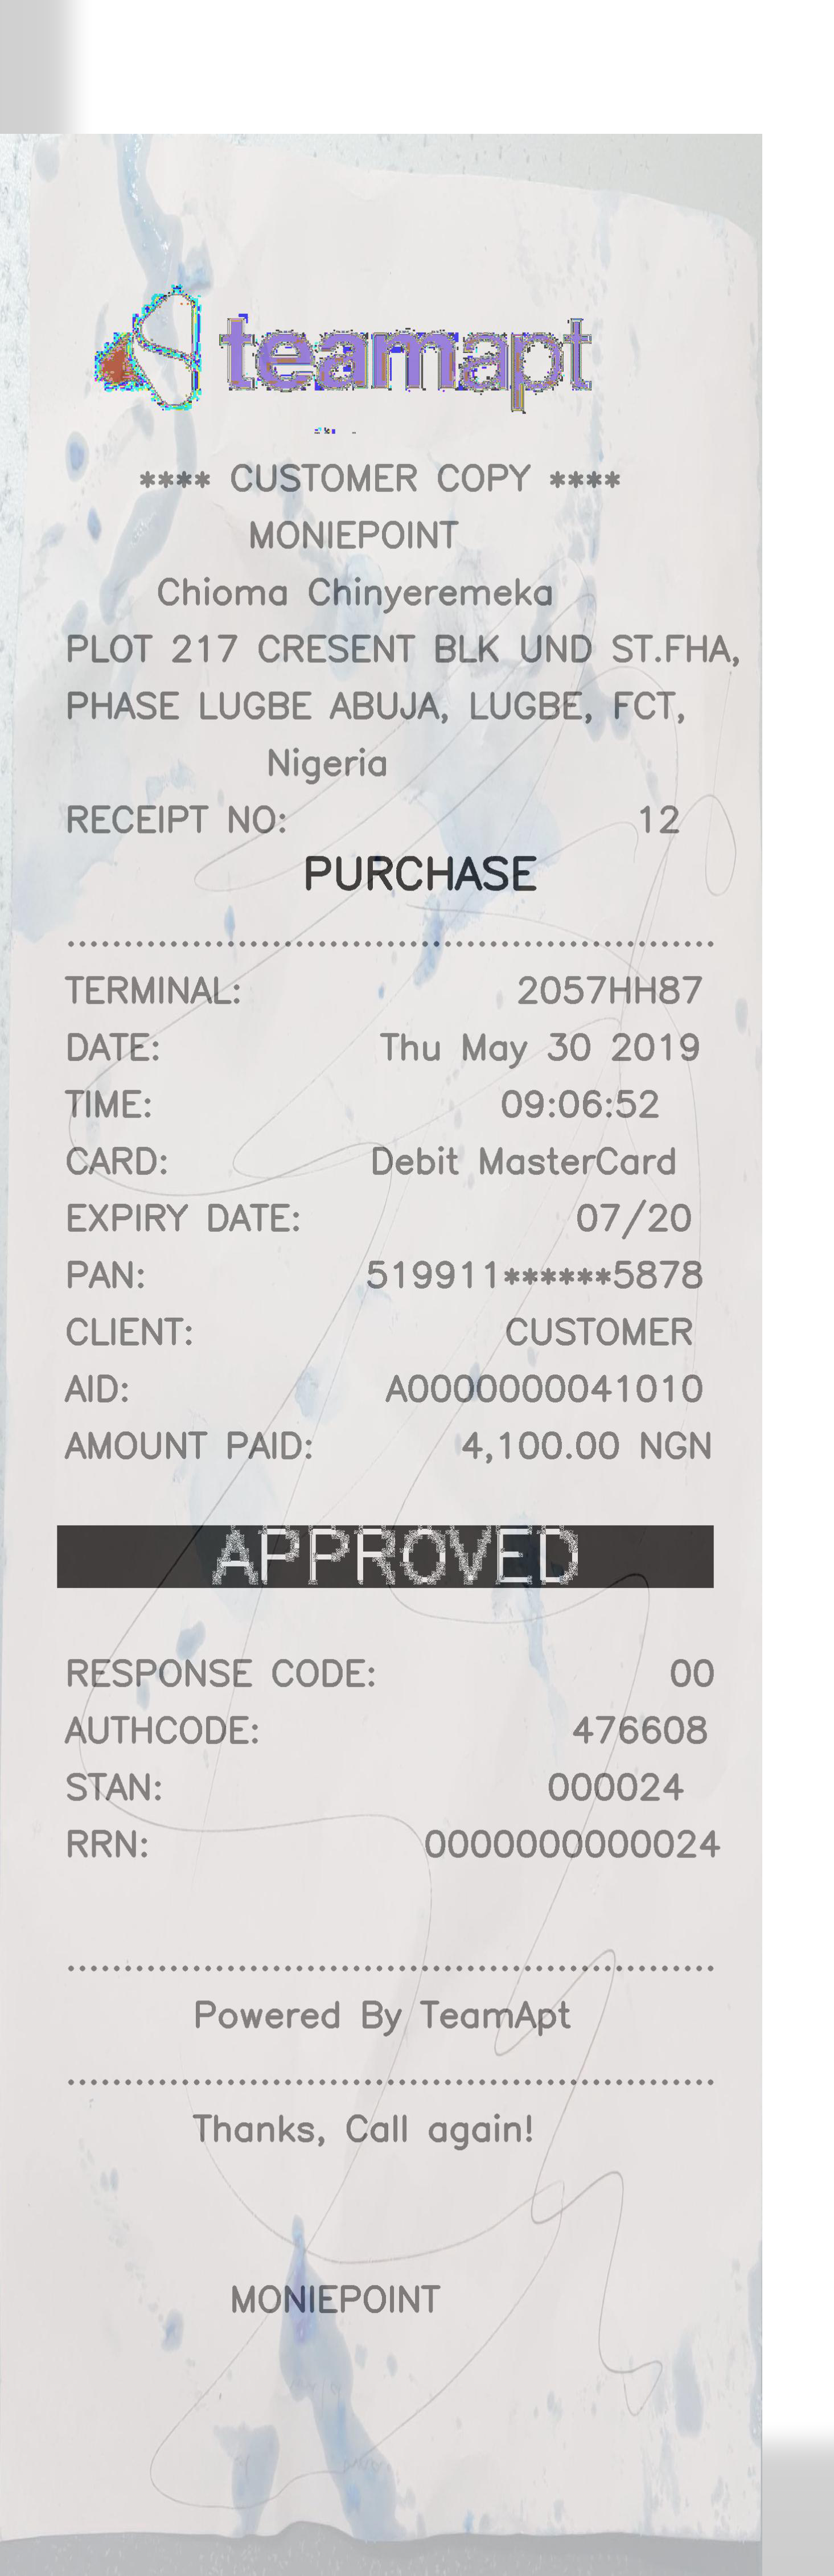 teamapt
**** CUSTOMER COPY ****
MONIEPOINT
Chioma Chinyeremeka
PLOT 217 CRESENT BLK UND ST.FHA,
PHASE LUGBE ABUJA, LUGBE, FCT,
Nigeria
RECEIPT NO: 12
PURCHASE
TERMINAL: 2057HH87
DATE: Thu May 30 2019
TIME: 09:06:52
CARD: Debit MasterCard
EXPIRY DATE: 07/20
PAN: 519911******5878
CLIENT: CUSTOMER
AID: A0000000041010
AMOUNT PAID: 4,100.00 NGN
APPROVED
RESPONSE CODE: 00
AUTHCODE: 476608
STAN: 000024
RRN: 0000000000024
Powered By TeamApt
Thanks, Call again!
MONIEPOINT